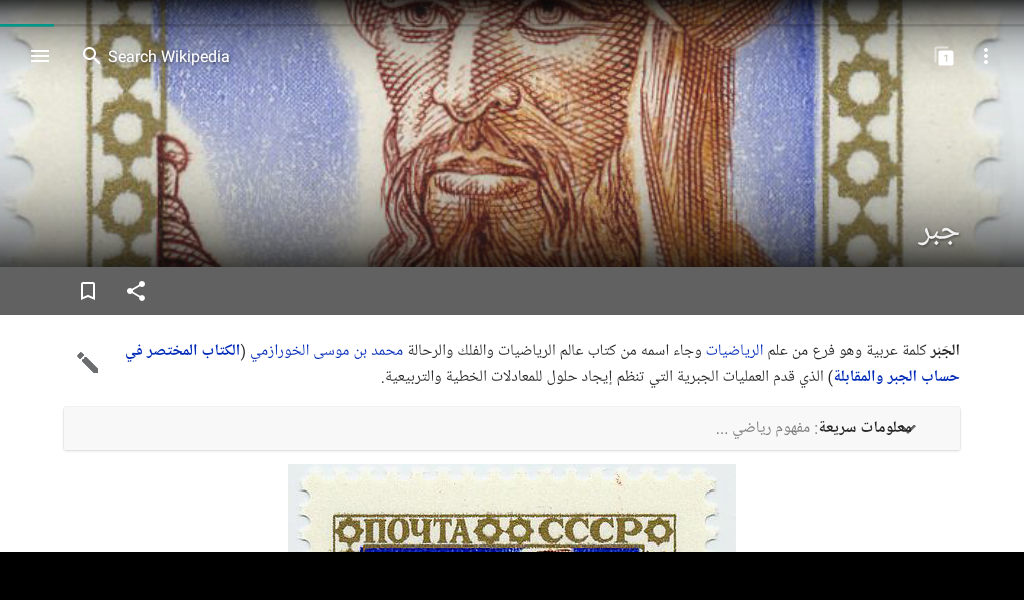 Search Wikipedia
1
جبر
الجَبر كلمة عربية وهو فرع من علم الرياضيات وجاء اسمه من كتاب عالم الرياضيات والفلك والرحالة محمد بن موسى الخورازمي (الكتاب المختصر في
حساب الجبر والمقابلة) الذي قدم العمليات الجبرية التي تنظم إيجاد حلول للمعادلات الخطية والتربيعية.
معلومات سريعة: مفهوم رياضي ...
ПОЧТА СССР